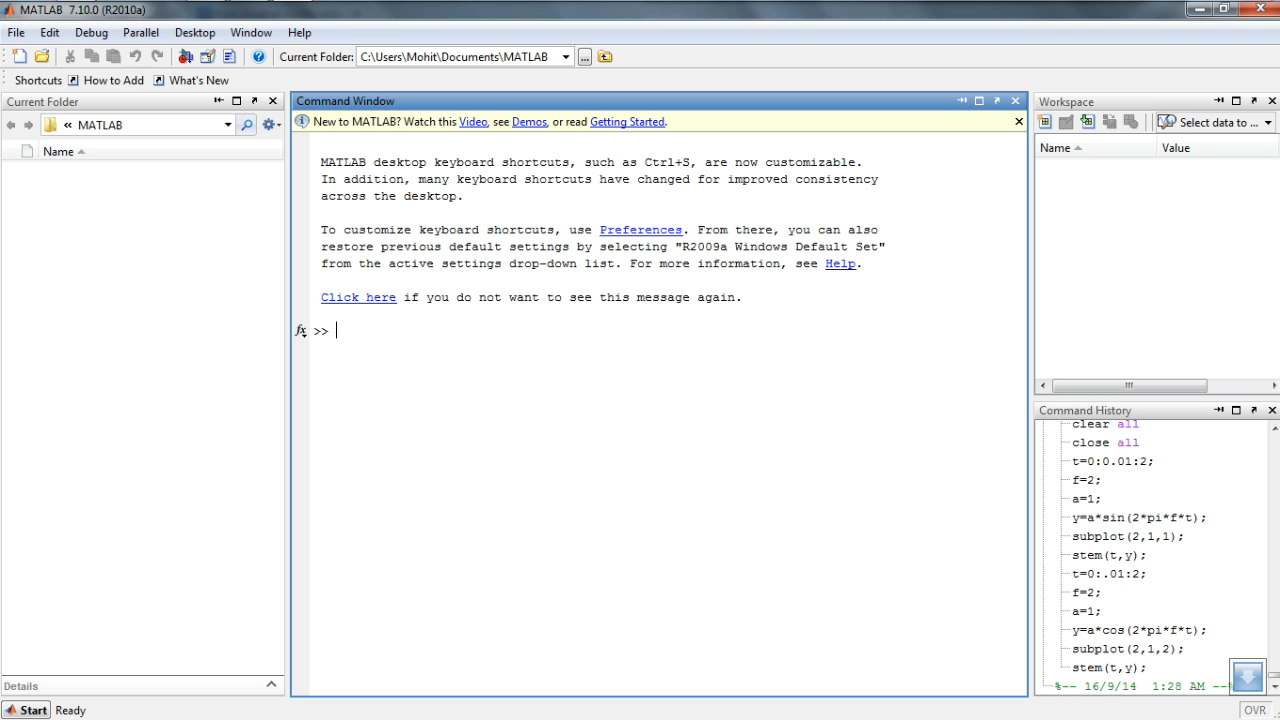 MATLAB 7.10.0 (R2010a)
File Edit Debug Parallel Desktop Window Help
Current Folder: C:\Users\Mohit\Documents\MATLAB ...
Shortcuts How to Add What's New
Current Folder
« MATLAB
Name
Details
Command Window
New to MATLAB? Watch this Video, see Demos, or read Getting Started.
MATLAB desktop keyboard shortcuts, such as Ctrl+S, are now customizable.
In addition, many keyboard shortcuts have changed for improved consistency
across the desktop.
To customize keyboard shortcuts, use Preferences. From there, you can also
restore previous default settings by selecting "R2009a Windows Default Set"
from the active settings drop-down list. For more information, see Help.
Click here if you do not want to see this message again.
fx >>
Workspace
Select data to ...
Name Value
Command History
clear all
close all
t=0:0.01:2;
f=2;
a=1;
y=a*sin(2*pi*f*t);
subplot(2,1,1);
stem(t,y);
t=0:.01:2;
f=2;
a=1;
y=a*cos(2*pi*f*t);
subplot(2,1,2);
stem(t,y);
%-- 16/9/14 1:28 AM --%
Start Ready
OVR